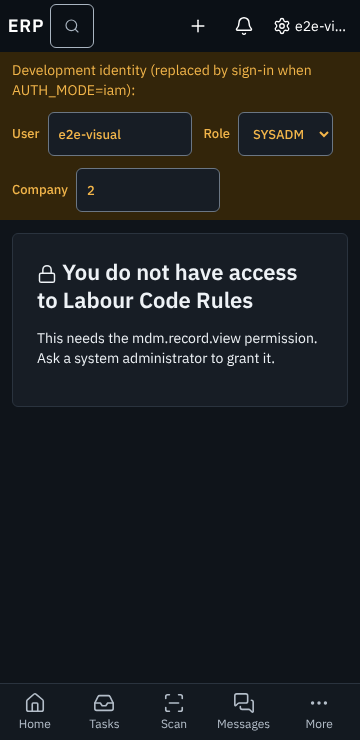 ERP
e2e-vi...
Development identity (replaced by sign-in when
AUTH_MODE=iam):
User e2e-visual Role SYSADM
Company 2
You do not have access
to Labour Code Rules
This needs the mdm.record.view permission.
Ask a system administrator to grant it.
Home Tasks Scan Messages More